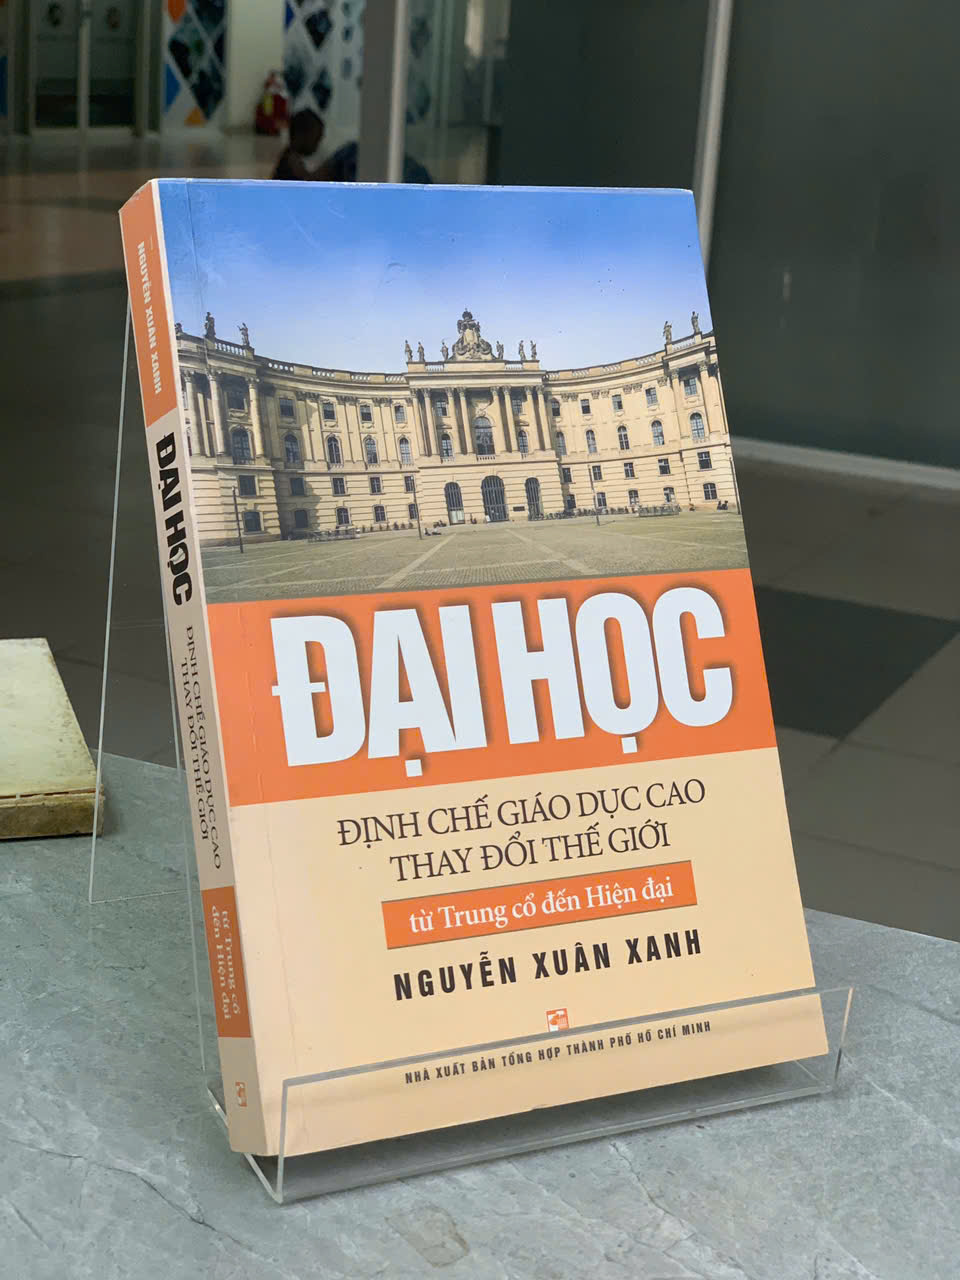 ĐẠI HỌC
ĐỊNH CHẾ GIÁO DỤC CAO
THAY ĐỔI THẾ GIỚI
từ Trung cổ đến Hiện đại
NGUYỄN XUÂN XANH
NHÀ XUẤT BẢN TỔNG HỢP THÀNH PHỐ HỒ CHÍ MINH
NGUYỄN XUÂN XANH
ĐẠI HỌC
ĐỊNH CHẾ GIÁO DỤC CAO
THAY ĐỔI THẾ GIỚI
từ Trung cổ
đến Hiện đại